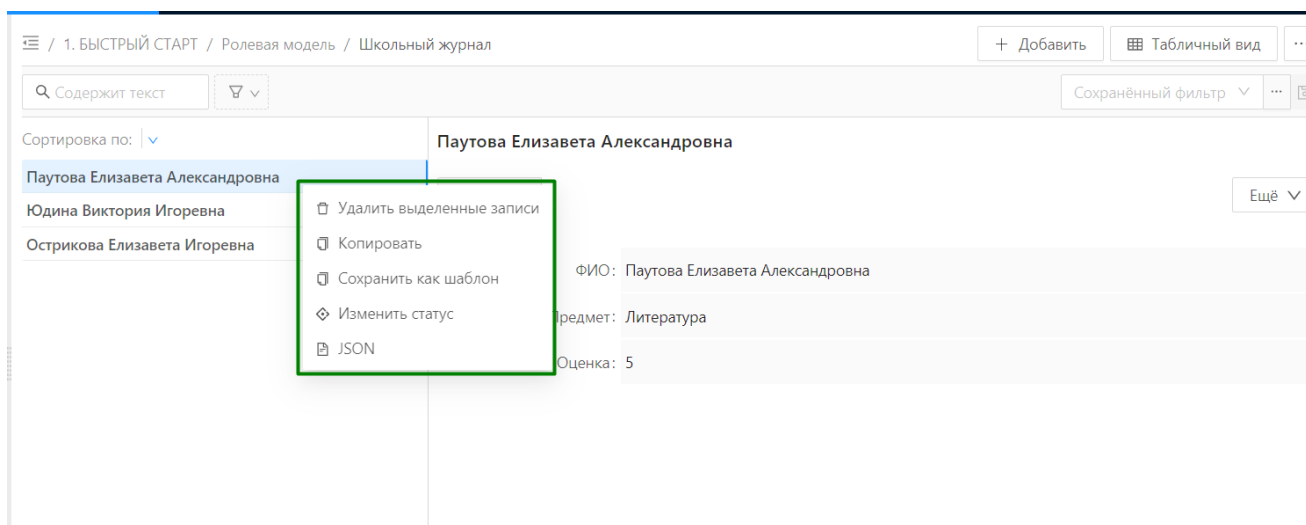 / 1. БЫСТРЫЙ СТАРТ / Ролевая модель / Школьный журнал
+ Добавить
Табличный вид
Содержит текст
Сохранённый фильтр
Сортировка по:
Паутова Елизавета Александровна
Юдина Виктория Игоревна
Острикова Елизавета Игоревна
Удалить выделенные записи
Копировать
Сохранить как шаблон
Изменить статус
JSON
Паутова Елизавета Александровна
Ещё
ФИО: Паутова Елизавета Александровна
редмет: Литература
Оценка: 5